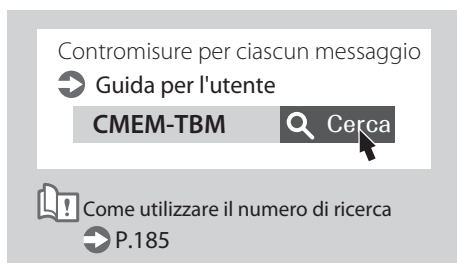 Contromisure per ciascun messaggio
Guida per l'utente
CMEM-TBM Cerca
Come utilizzare il numero di ricerca
P.185